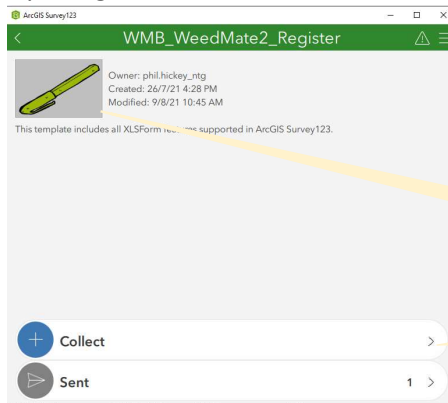 ArcGIS Survey123
WMB_WeedMate2_Register
Owner: phil.hickey_ntg
Created: 26/7/21 4:28 PM
Modified: 9/8/21 10:45 AM
This template includes all XLSForm features supported in ArcGIS Survey123.
Collect
Sent 1